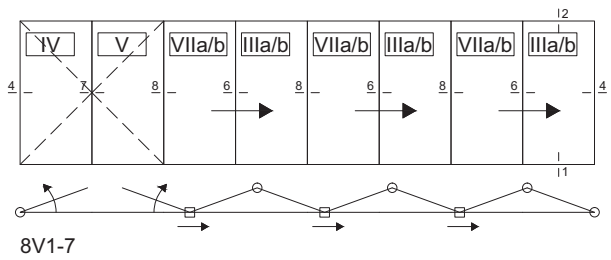 2
IV V VIIa/b IIIa/b VIIa/b IIIa/b VIIa/b IIIa/b
4 7 8 6 8 6 8 6 4
1
8V1-7